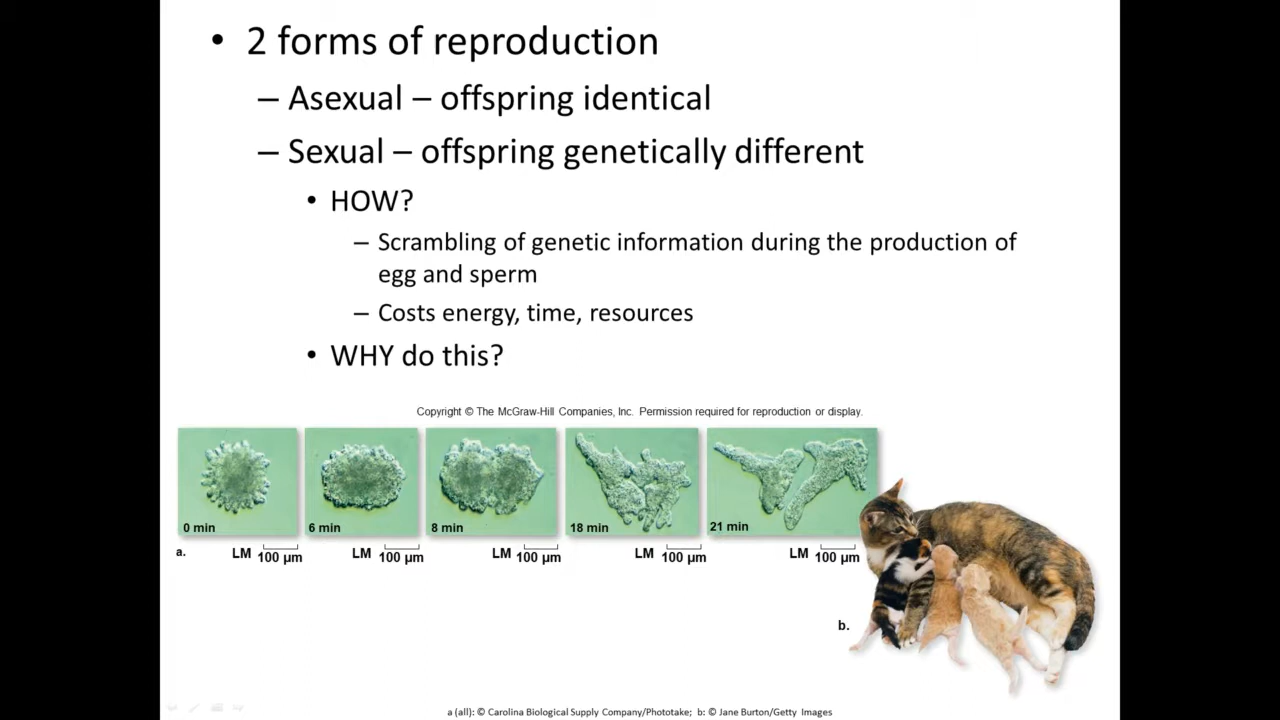 • 2 forms of reproduction
– Asexual – offspring identical
– Sexual – offspring genetically different
• HOW?
– Scrambling of genetic information during the production of
egg and sperm
– Costs energy, time, resources
• WHY do this?
Copyright © The McGraw-Hill Companies, Inc. Permission required for reproduction or display.
0 min
6 min
8 min
18 min
21 min
a.
LM 100 µm
LM 100 µm
LM 100 µm
LM 100 µm
LM 100 µm
b.
a (all): © Carolina Biological Supply Company/Phototake; b: © Jane Burton/Getty Images